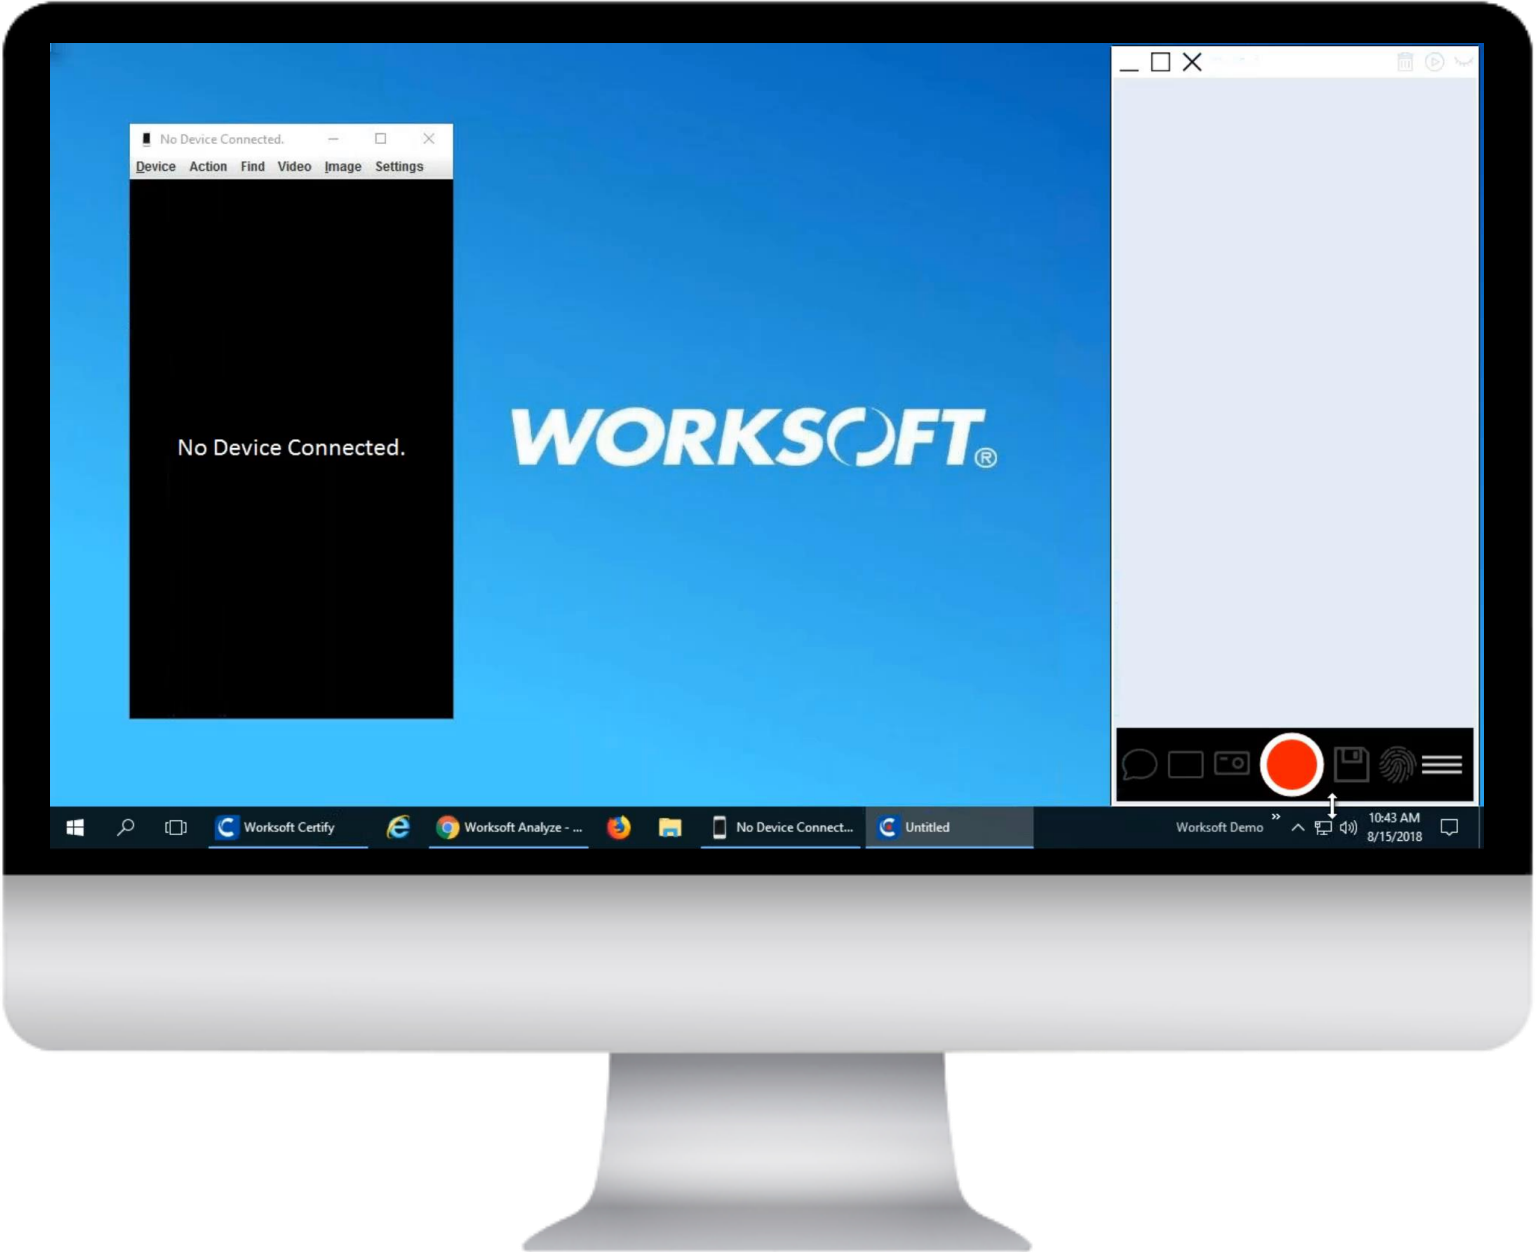 No Device Connected.
Device Action Find Video Image Settings
No Device Connected.
WORKSOFT®
Worksoft Certify
Worksoft Analyze - ...
No Device Connect...
Untitled
Worksoft Demo
»
10:43 AM
8/15/2018